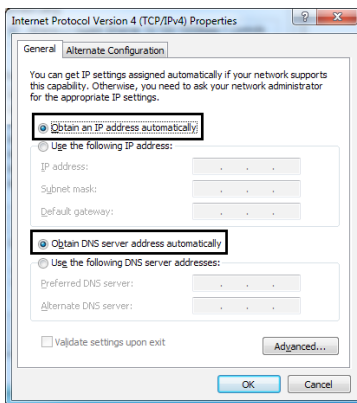 Internet Protocol Version 4 (TCP/IPv4) Properties
General Alternate Configuration
You can get IP settings assigned automatically if your network supports
this capability. Otherwise, you need to ask your network administrator
for the appropriate IP settings.
Obtain an IP address automatically
Use the following IP address:
IP address:
Subnet mask:
Default gateway:
Obtain DNS server address automatically
Use the following DNS server addresses:
Preferred DNS server:
Alternate DNS server:
Validate settings upon exit
Advanced...
OK Cancel